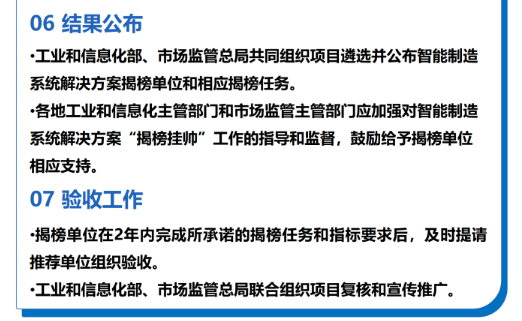 06 结果公布
·工业和信息化部、市场监管总局共同组织项目遴选并公布智能制造
系统解决方案揭榜单位和相应揭榜任务。
·各地工业和信息化主管部门和市场监管主管部门应加强对智能制造
系统解决方案“揭榜挂帅”工作的指导和监督，鼓励给予揭榜单位
相应支持。
07 验收工作
·揭榜单位在2年内完成所承诺的揭榜任务和指标要求后，及时提请
推荐单位组织验收。
·工业和信息化部、市场监管总局联合组织项目复核和宣传推广。